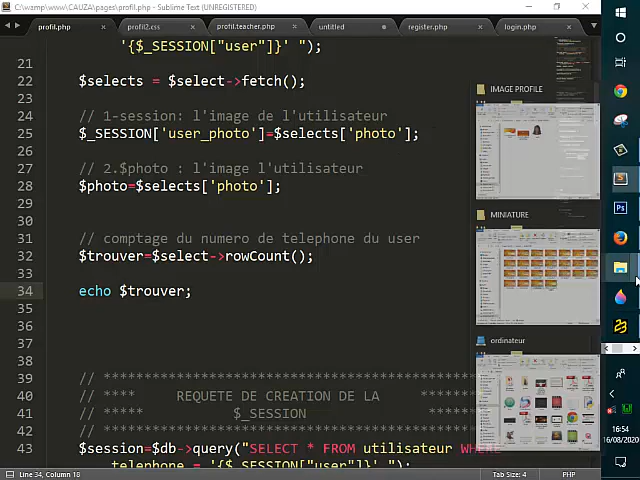 C:\wamp\www\CAUZA\pages\profil.php - Sublime Text (UNREGISTERED)
profil.php
profil2.css
profil.teacher.php
untitled
register.php
login.php
'{$_SESSION["user"]}' ");
21
22 $selects = $select->fetch();
23
24 // 1-session: l'image de l'utilisateur
25 $_SESSION['user_photo']=$selects['photo'];
26
27 // 2.$photo : l'image l'utilisateur
28 $photo=$selects['photo'];
29
30
31 // comptage du numero de telephone du user
32 $trouver=$select->rowCount();
33
34 echo $trouver;
35
36
37
38
39 // *************************************
40 // **** REQUETE DE CREATION DE LA ******
41 // ***** $_SESSION ******
42 // *************************************
43 $session=$db->query("SELECT * FROM utilisateur WHERE
telephone = '{$_SESSION["user"]}' ");
IMAGE PROFILE
MINIATURE
ordinateur
16:54
16/08/2020
Line 34, Column 18
Tab Size: 4
PHP